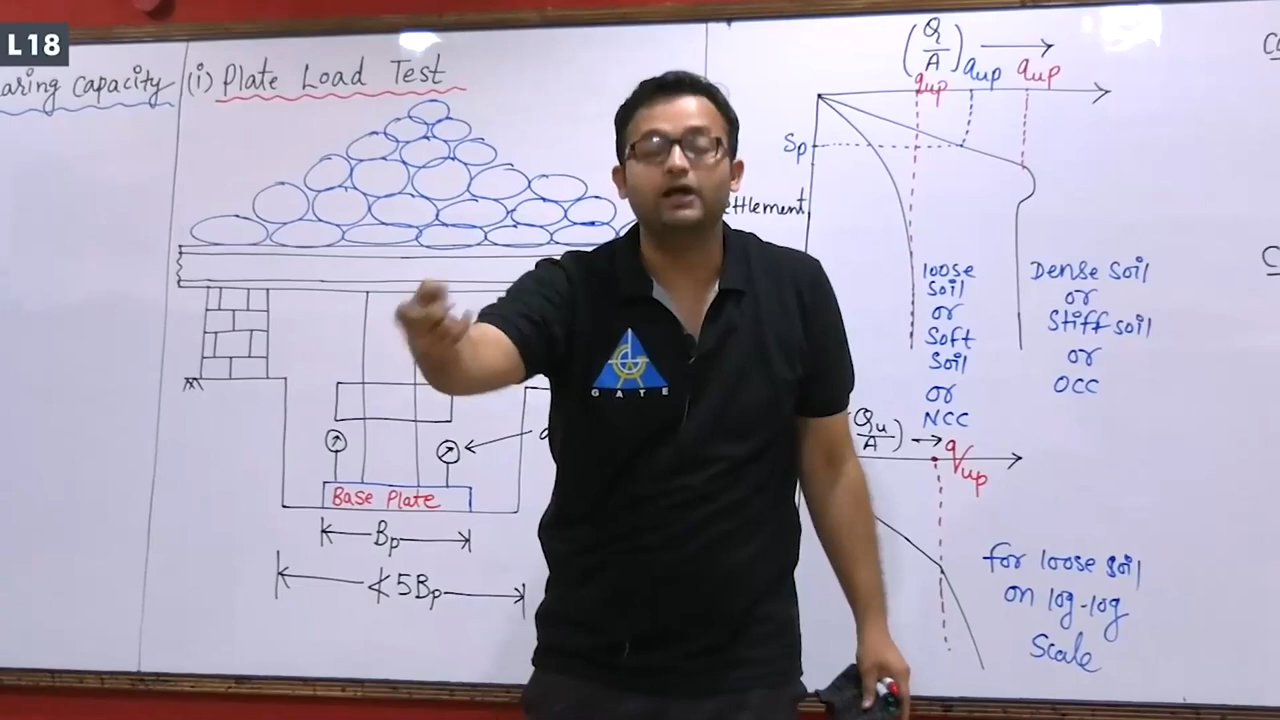 L18
aring capacity
(i) Plate Load Test
Base Plate
Bp
≮ 5Bp
(Q/A)
qup
qup
qup
Sp
ettlement
loose
soil
or
soft
soil
or
NCC
Dense soil
or
stiff soil
or
OCC
Qu/A)
qup
for loose soil
on log-log
scale
GATE